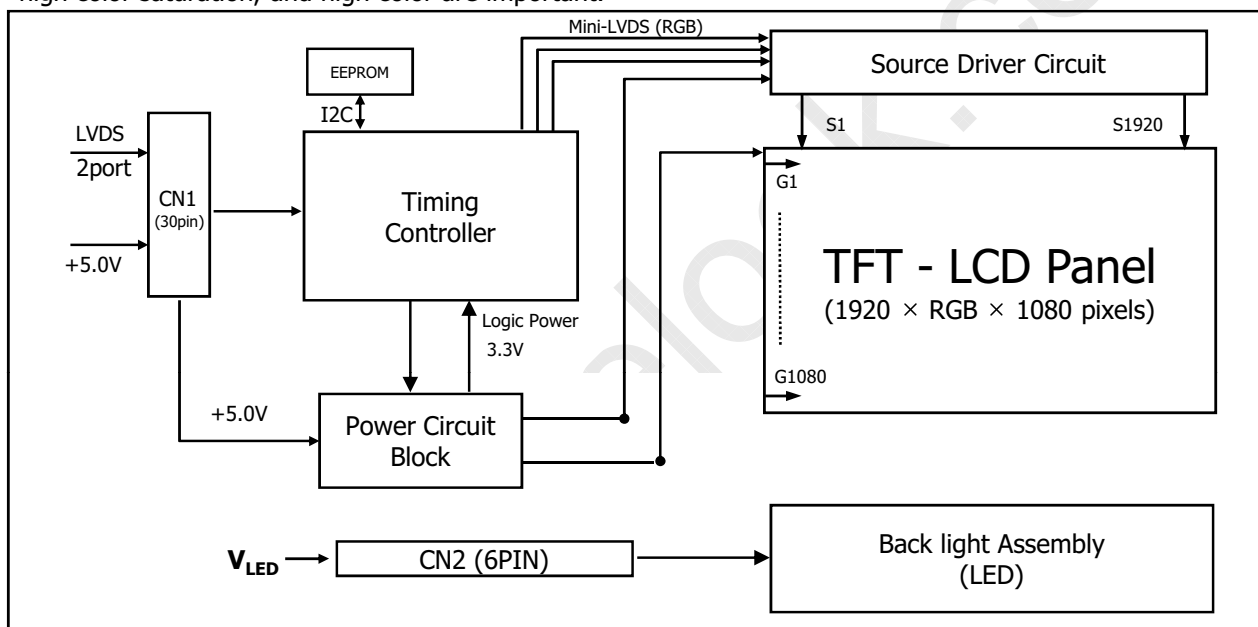 high color saturation, and high color are important.
Mini-LVDS (RGB)
EEPROM
Source Driver Circuit
I2C
S1
S1920
LVDS
2port
CN1
(30pin)
+5.0V
Timing
Controller
G1
TFT - LCD Panel
(1920 × RGB × 1080 pixels)
G1080
Logic Power
3.3V
+5.0V
Power Circuit
Block
V_LED
CN2 (6PIN)
Back light Assembly
(LED)